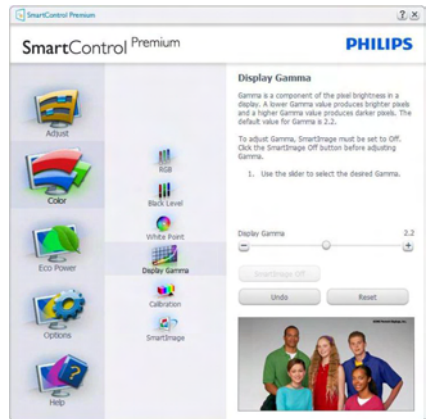 SmartControl Premium
SmartControl Premium
PHILIPS
Adjust
Color
Eco Power
Options
Help
RGB
Black Level
White Point
Display Gamma
Calibration
SmartImage
Display Gamma
Gamma is a component of the pixel brightness in a
display. A lower Gamma value produces brighter pixels
and a higher Gamma value produces darker pixels. The
default value for Gamma is 2.2.
To adjust Gamma, SmartImage must be set to Off.
Click the SmartImage Off button before adjusting
Gamma.
1. Use the slider to select the desired Gamma.
Display Gamma 2.2
SmartImage Off
Undo Reset